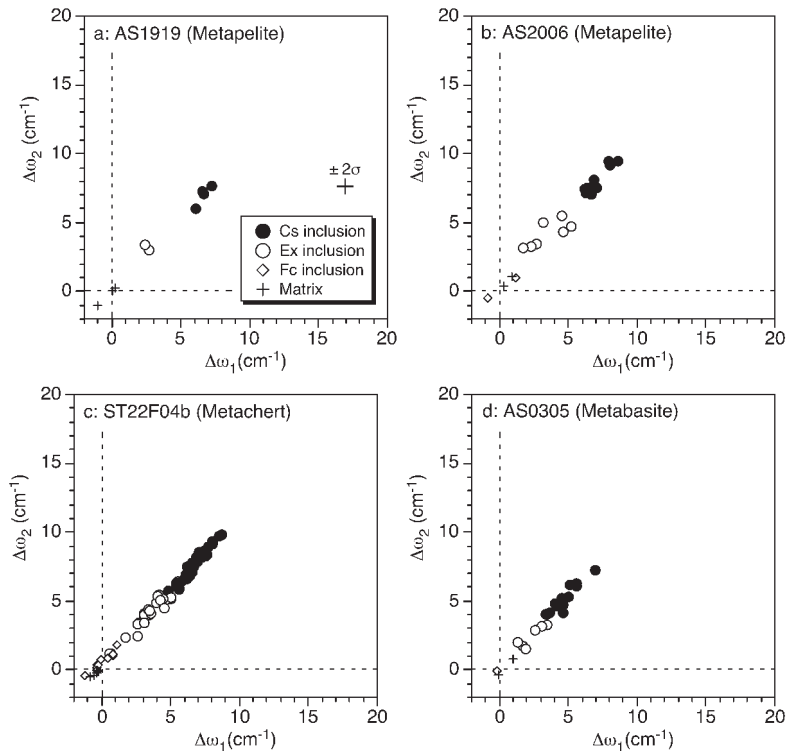 a: AS1919 (Metapelite)
20
15
10
5
0
Δω2 (cm-1)
± 2σ
Cs inclusion
Ex inclusion
Fc inclusion
Matrix
0 5 10 15 20
Δω1(cm-1)
b: AS2006 (Metapelite)
20
15
10
5
0
Δω2 (cm-1)
0 5 10 15 20
Δω1(cm-1)
c: ST22F04b (Metachert)
20
15
10
5
0
Δω2 (cm-1)
0 5 10 15 20
Δω1(cm-1)
d: AS0305 (Metabasite)
20
15
10
5
0
Δω2 (cm-1)
0 5 10 15 20
Δω1(cm-1)